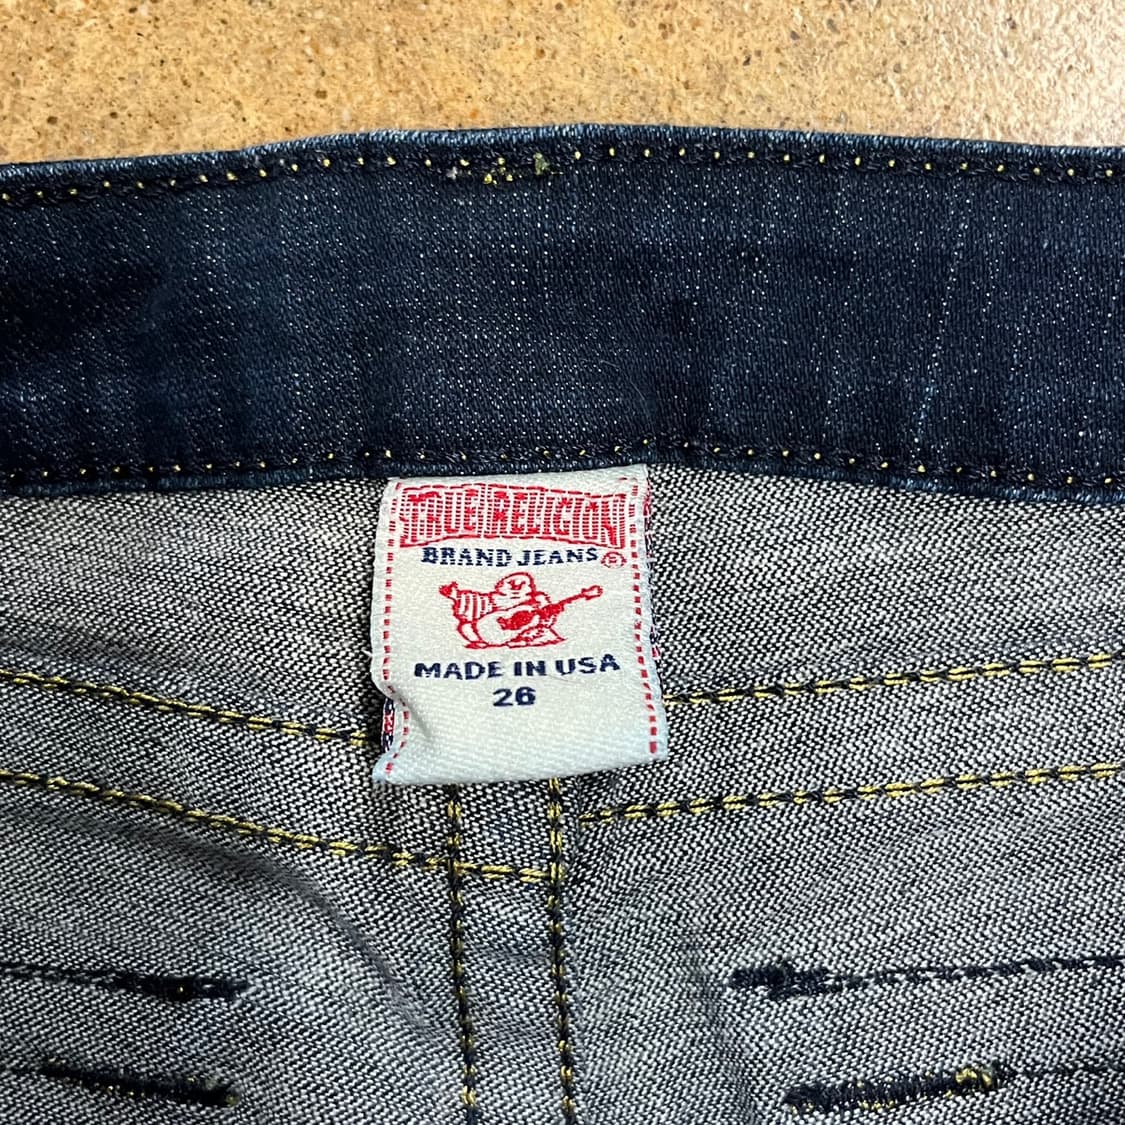 TRUE RELIGION
BRAND JEANS®
MADE IN USA
26